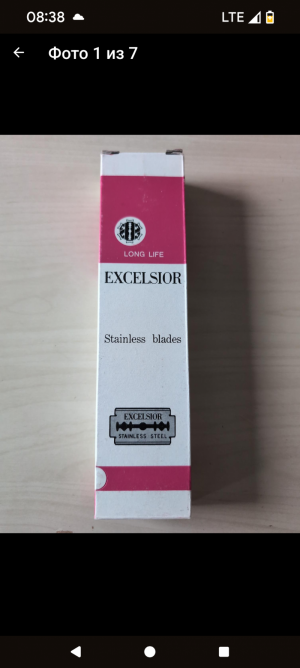 08:38
LTE
Фото 1 из 7
LONG LIFE
EXCELSIOR
Stainless blades
EXCELSIOR
STAINLESS STEEL